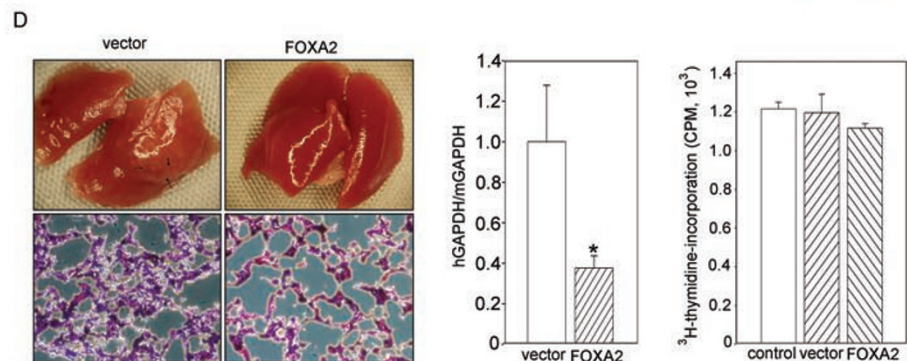 D
vector
FOXA2
hGAPDH/mGAPDH
1.4
1.2
1.0
0.8
0.6
0.4
0.2
0
*
vector FOXA2
³H-thymidine-incorporation (CPM, 10³)
1.4
1.2
1.0
0.8
0.6
0.4
0.2
0
control vector FOXA2